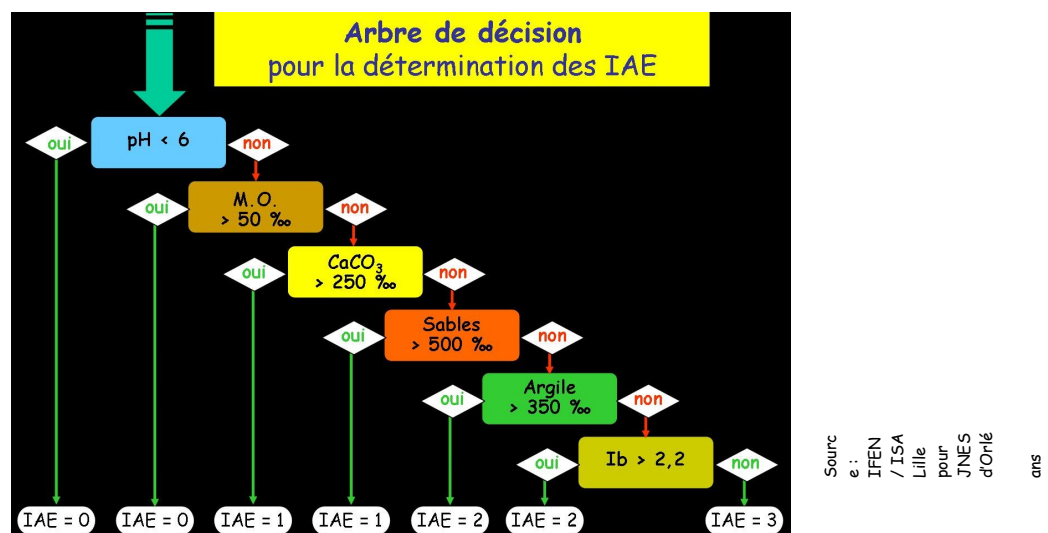 Arbre de décision
pour la détermination des IAE
oui
pH < 6
non
oui
M.O.
> 50 ‰
non
oui
CaCO₃
> 250 ‰
non
oui
Sables
> 500 ‰
non
oui
Argile
> 350 ‰
non
oui
Ib > 2,2
non
IAE = 0
IAE = 0
IAE = 1
IAE = 1
IAE = 2
IAE = 2
IAE = 3
Sourc
e :
IFEN
/ ISA
Lille
pour
JNES
d'Orlé
ans